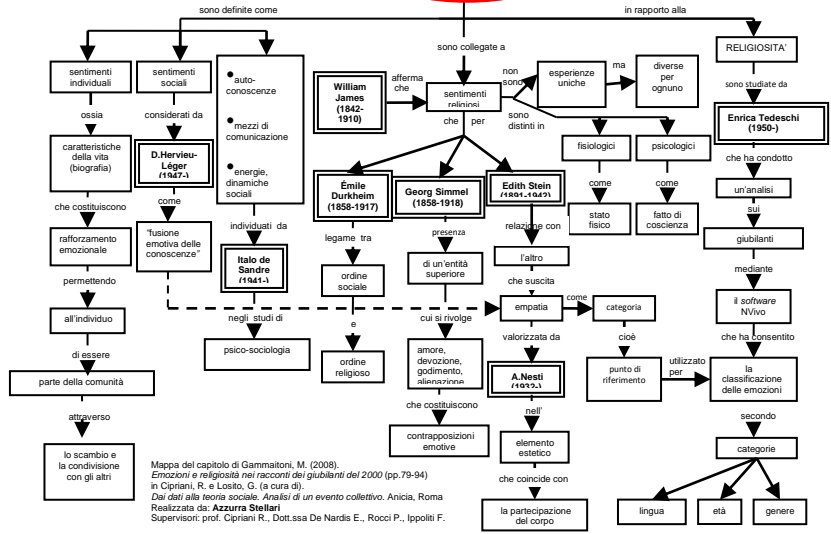 sono definite come
in rapporto alla
sono collegate a
sentimenti
individuali
sentimenti
sociali
auto-
conoscenze
mezzi di
comunicazione
energie,
dinamiche
sociali
William
James
(1842-
1910)
afferma
che
sentimenti
religiosi
non
sono
esperienze
uniche
ma
diverse
per
ognuno
RELIGIOSITA'
sono studiate da
Enrica Tedeschi
(1950-)
ossia
considerati da
che
per
sono
distinti in
fisiologici
psicologici
che ha condotto
caratteristiche
della vita
(biografia)
D.Hervieu-
Léger
(1947-)
Émile
Durkheim
(1858-1917)
Georg Simmel
(1858-1918)
Edith Stein
(1891-1942)
come
come
un'analisi
che costituiscono
come
individuati da
legame tra
presenza
relazione con
stato
fisico
fatto di
coscienza
sui
rafforzamento
emozionale
"fusione
emotiva delle
conoscenze"
Italo de
Sandre
(1941-)
ordine
sociale
di un'entità
superiore
l'altro
giubilanti
permettendo
che suscita
mediante
all'individuo
negli studi di
e
cui si rivolge
empatia
come
categoria
il software
NVivo
di essere
psico-sociologia
ordine
religioso
amore,
devozione,
godimento,
alienazione
valorizzata da
cioè
che ha consentito
parte della comunità
A.Nesti
(1932-)
punto di
riferimento
utilizzato
per
la
classificazione
delle emozioni
attraverso
che costituiscono
nell'
secondo
lo scambio e
la condivisione
con gli altri
contrapposizioni
emotive
elemento
estetico
categorie
che coincide con
la partecipazione
del corpo
lingua
età
genere
Mappa del capitolo di Gammaitoni, M. (2008).
Emozioni e religiosità nei racconti dei giubilanti del 2000 (pp.79-94)
in Cipriani, R. e Losito, G. (a cura di).
Dai dati alla teoria sociale. Analisi di un evento collettivo. Anicia, Roma
Realizzata da: Azzurra Stellari
Supervisori: prof. Cipriani R., Dott.ssa De Nardis E., Rocci P., Ippoliti F.